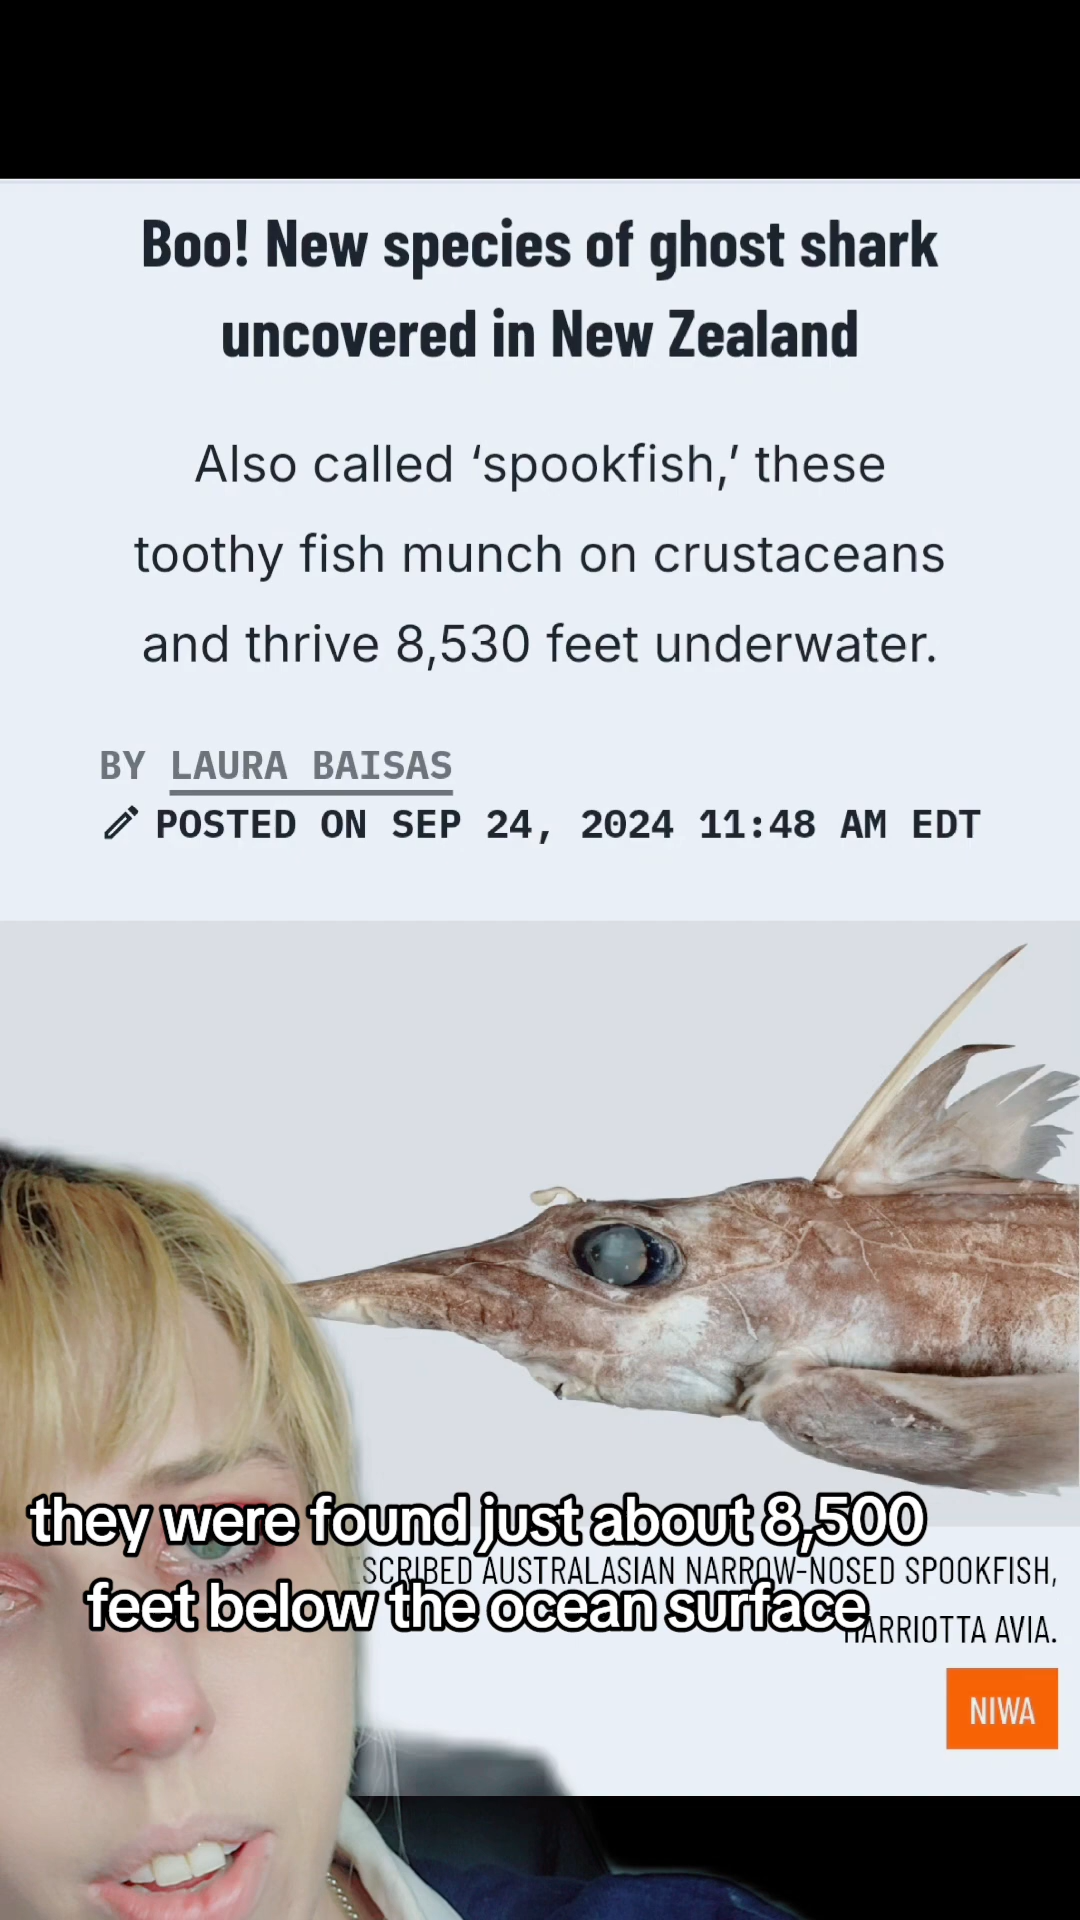 Boo! New species of ghost shark
uncovered in New Zealand
Also called ‘spookfish,’ these
toothy fish munch on crustaceans
and thrive 8,530 feet underwater.
BY LAURA BAISAS
POSTED ON SEP 24, 2024 11:48 AM EDT
they were found just about 8,500
SCRIBED AUSTRALASIAN NARROW-NOSED SPOOKFISH,
feet below the ocean surface
HARRIOTTA AVIA.
NIWA